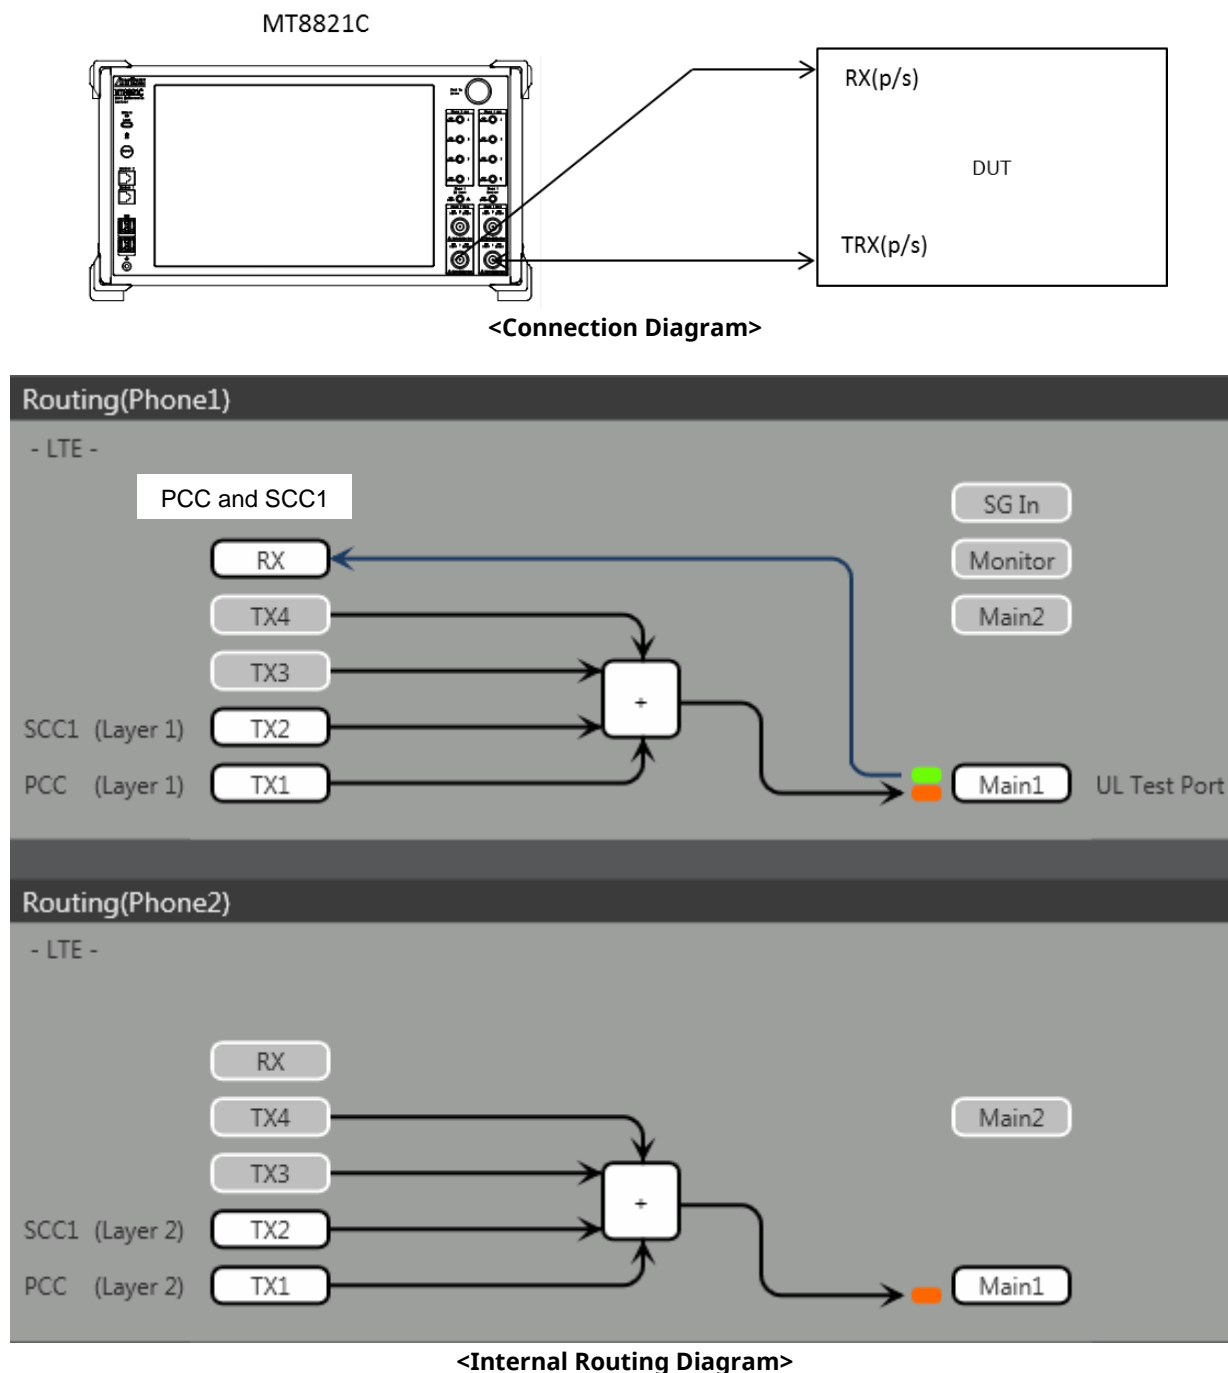 MT8821C
RX(p/s)
DUT
TRX(p/s)
<Connection Diagram>
Routing(Phone1)
- LTE -
PCC and SCC1
SG In
RX
Monitor
TX4
Main2
TX3
+
SCC1 (Layer 1) TX2
PCC (Layer 1) TX1 Main1 UL Test Port
Routing(Phone2)
- LTE -
RX
TX4
Main2
TX3
+
SCC1 (Layer 2) TX2
PCC (Layer 2) TX1 Main1
<Internal Routing Diagram>